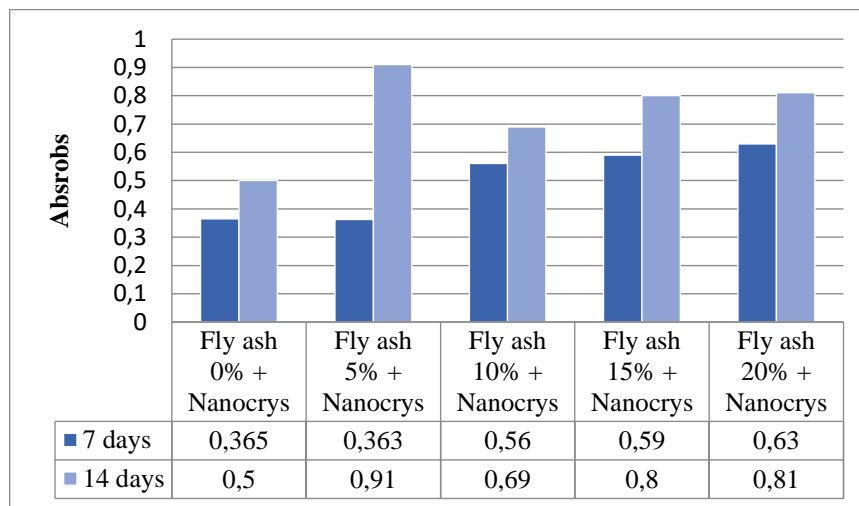 1
0,9
0,8
0,7
0,6
0,5
0,4
0,3
0,2
0,1
0
Absrobs
Fly ash 0% + Nanocrys
Fly ash 5% + Nanocrys
Fly ash 10% + Nanocrys
Fly ash 15% + Nanocrys
Fly ash 20% + Nanocrys
7 days 0,365 0,363 0,56 0,59 0,63
14 days 0,5 0,91 0,69 0,8 0,81